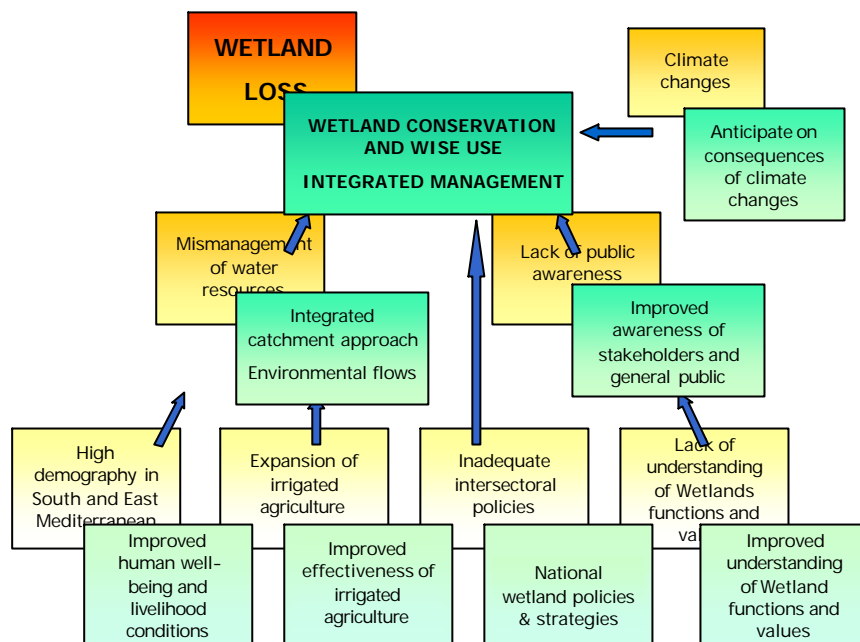 WETLAND
LOSS
WETLAND CONSERVATION
AND WISE USE
INTEGRATED MANAGEMENT
Climate
changes
Anticipate on
consequences
of climate
changes
Mismanagement
of water
resources
Integrated
catchment approach
Environmental flows
Lack of public
awareness
Improved
awareness of
stakeholders and
general public
High
demography in
South and East
Mediterranean
Expansion of
irrigated
agriculture
Inadequate
intersectoral
policies
Lack of
understanding
of Wetlands
functions and
Improved
human well-
being and
livelihood
conditions
Improved
effectiveness of
irrigated
agriculture
National
wetland policies
& strategies
Improved
understanding
of Wetland
functions and
values